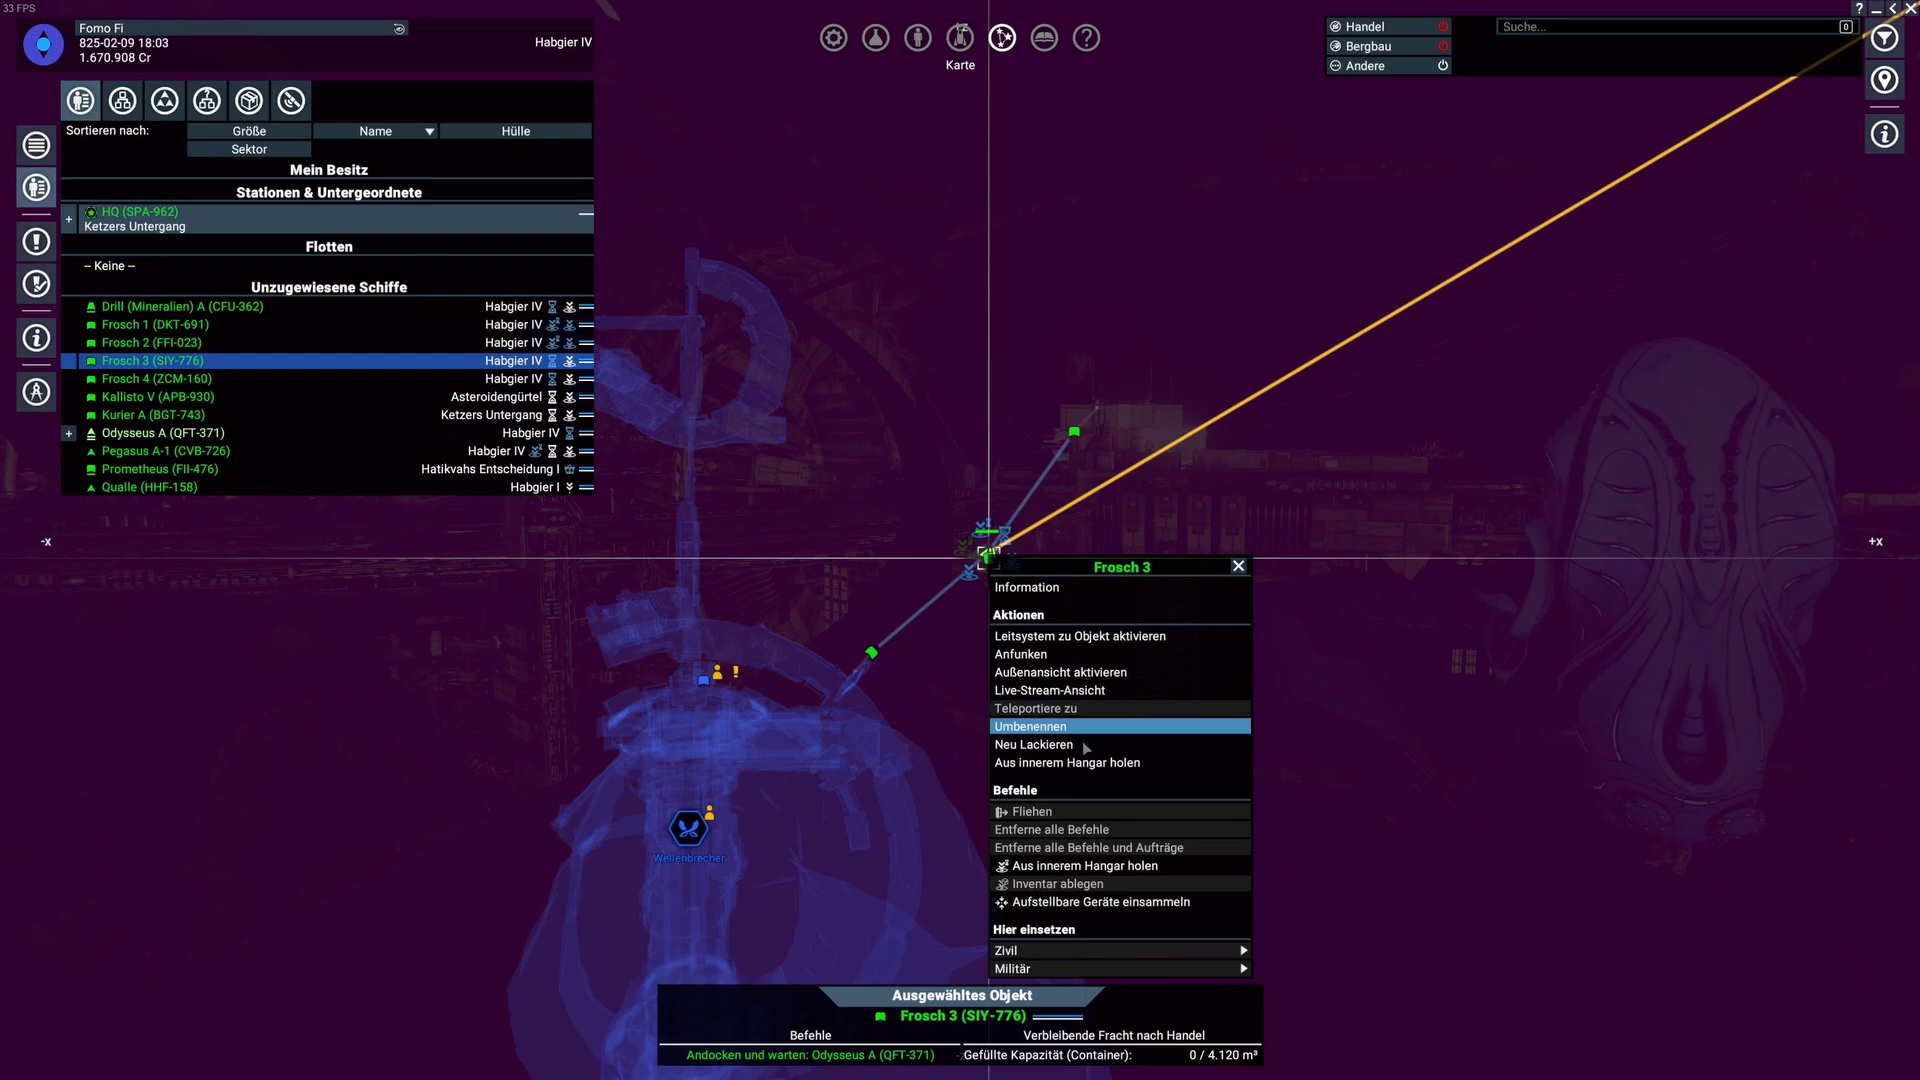 33 FPS
Fomo Fi
825-02-09 18:03
1.670.908 Cr
Habgier IV
Karte
Handel
Bergbau
Andere
Suche...
0
Sortieren nach:
Größe
Name
Hülle
Sektor
Mein Besitz
Stationen & Untergeordnete
+ HQ (SPA-962)
Ketzers Untergang
Flotten
-- Keine --
Unzugewiesene Schiffe
Drill (Mineralien) A (CFU-362) Habgier IV
Frosch 1 (DKT-691) Habgier IV
Frosch 2 (FFI-023) Habgier IV
Frosch 3 (SIY-776) Habgier IV
Frosch 4 (ZCM-160) Habgier IV
Kallisto V (APB-930) Asteroidengürtel
Kurier A (BGT-743) Ketzers Untergang
+ Odysseus A (QFT-371) Habgier IV
Pegasus A-1 (CVB-726) Habgier IV
Prometheus (FII-476) Hatikvahs Entscheidung I
Qualle (HHF-158) Habgier I
-x
+x
Frosch 3
Information
Aktionen
Leitsystem zu Objekt aktivieren
Anfunken
Außenansicht aktivieren
Live-Stream-Ansicht
Teleportiere zu
Umbenennen
Neu Lackieren
Aus innerem Hangar holen
Befehle
Fliehen
Entferne alle Befehle
Entferne alle Befehle und Aufträge
Aus innerem Hangar holen
Inventar ablegen
Aufstellbare Geräte einsammeln
Hier einsetzen
Zivil
Militär
Wellenbrecher
Ausgewähltes Objekt
Frosch 3 (SIY-776)
Befehle
Verbleibende Fracht nach Handel
Andocken und warten: Odysseus A (QFT-371)
Gefüllte Kapazität (Container): 0 / 4.120 m³